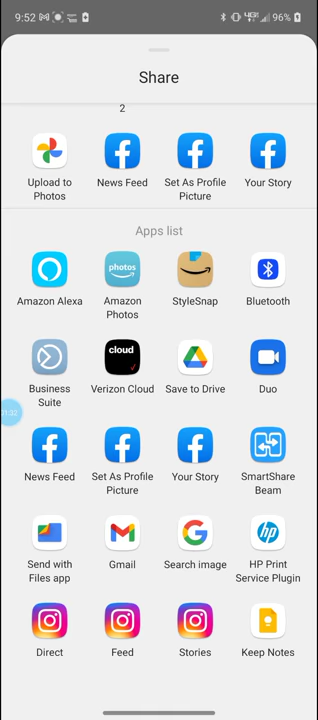 9:52
96%
Share
2
Upload to Photos
News Feed
Set As Profile Picture
Your Story
Apps list
Amazon Alexa
photos
Amazon Photos
StyleSnap
Bluetooth
Business Suite
cloud
Verizon Cloud
Save to Drive
Duo
News Feed
Set As Profile Picture
Your Story
SmartShare Beam
Send with Files app
Gmail
Search image
hp
HP Print Service Plugin
Direct
Feed
Stories
Keep Notes